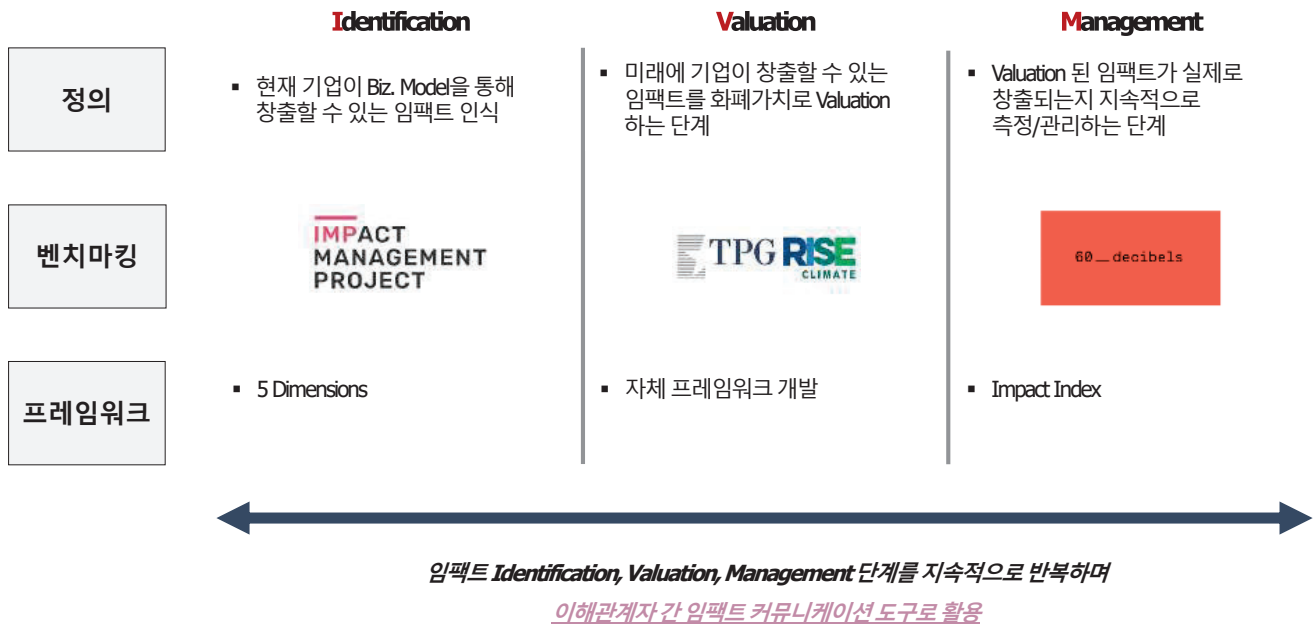 Identification
Valuation
Management
정의
▪ 현재 기업이 Biz. Model을 통해
창출할 수 있는 임팩트 인식
▪ 미래에 기업이 창출할 수 있는
임팩트를 화폐가치로 Valuation
하는 단계
▪ Valuation 된 임팩트가 실제로
창출되는지 지속적으로
측정/관리하는 단계
벤치마킹
IMPACT
MANAGEMENT
PROJECT
TPG RISE
CLIMATE
60__decibels
프레임워크
▪ 5 Dimensions
▪ 자체 프레임워크 개발
▪ Impact Index
임팩트 Identification, Valuation, Management 단계를 지속적으로 반복하며
이해관계자 간 임팩트 커뮤니케이션 도구로 활용